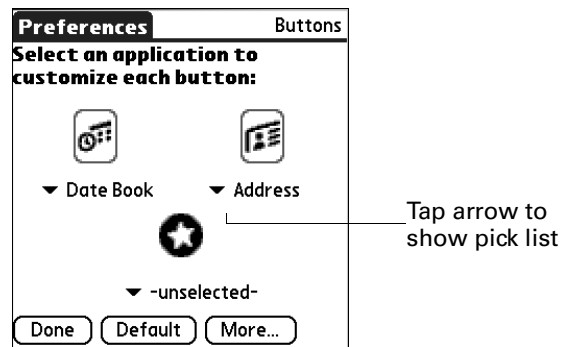 Preferences Buttons
Select an application to
customize each button:
Date Book Address
Tap arrow to
show pick list
-unselected-
Done Default More...